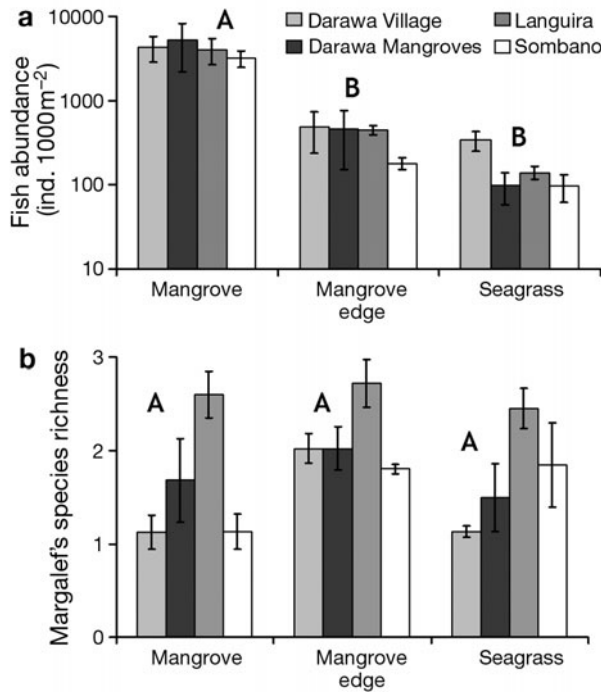 a
Darawa Village
Languira
Darawa Mangroves
Sombano
Fish abundance
(ind. 1000m⁻²)
10000
1000
100
10
A
B
B
Mangrove
Mangrove
edge
Seagrass
b
Margalef's species richness
3
2
1
0
A
A
A
Mangrove
Mangrove
edge
Seagrass